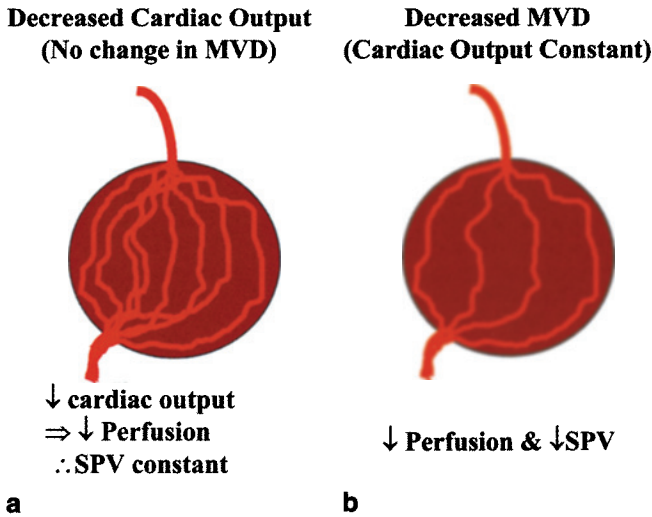 Decreased Cardiac Output
(No change in MVD)
Decreased MVD
(Cardiac Output Constant)
↓ cardiac output
⇒ ↓ Perfusion
∴ SPV constant
↓ Perfusion & ↓SPV
a
b